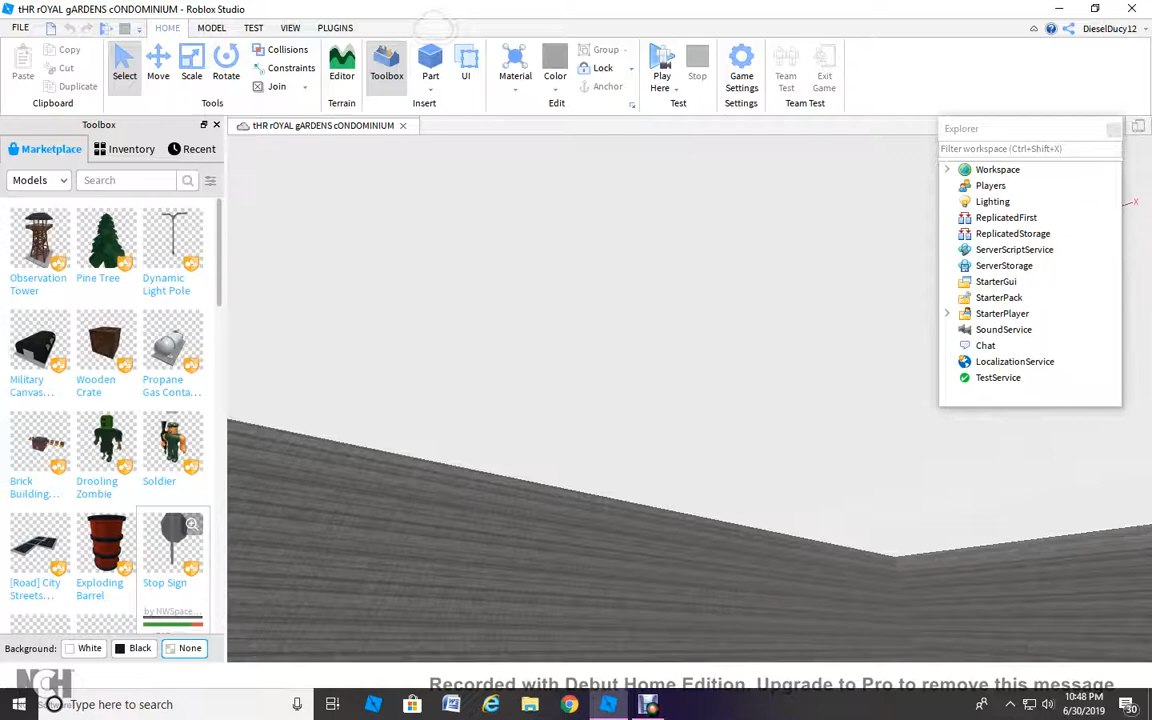 tHR rOYAL gARDENS cONDOMINIUM - Roblox Studio
FILE HOME MODEL TEST VIEW PLUGINS DieselDucy12
Paste Copy Cut Duplicate Clipboard
Select Move Scale Rotate Collisions Constraints Join Tools
Editor Terrain
Toolbox Part UI Insert
Material Color Group Lock Anchor Edit
Play Here Stop Test
Game Settings Settings
Team Test Exit Game Team Test
Toolbox
Marketplace Inventory Recent
Models Search
Observation Tower
Pine Tree
Dynamic Light Pole
Military Canvas...
Wooden Crate
Propane Gas Conta...
Brick Building,...
Drooling Zombie
Soldier
[Road] City Streets...
Exploding Barrel
Stop Sign
by NWSpace...
Background: White Black None
tHR rOYAL gARDENS cONDOMINIUM
Explorer
Filter workspace (Ctrl+Shift+X)
Workspace
Players
Lighting
ReplicatedFirst
ReplicatedStorage
ServerScriptService
ServerStorage
StarterGui
StarterPack
StarterPlayer
SoundService
Chat
LocalizationService
TestService
X
NCH
Recorded with Debut Home Edition. Upgrade to Pro to remove this message
Type here to search
10:48 PM
6/30/2019
30